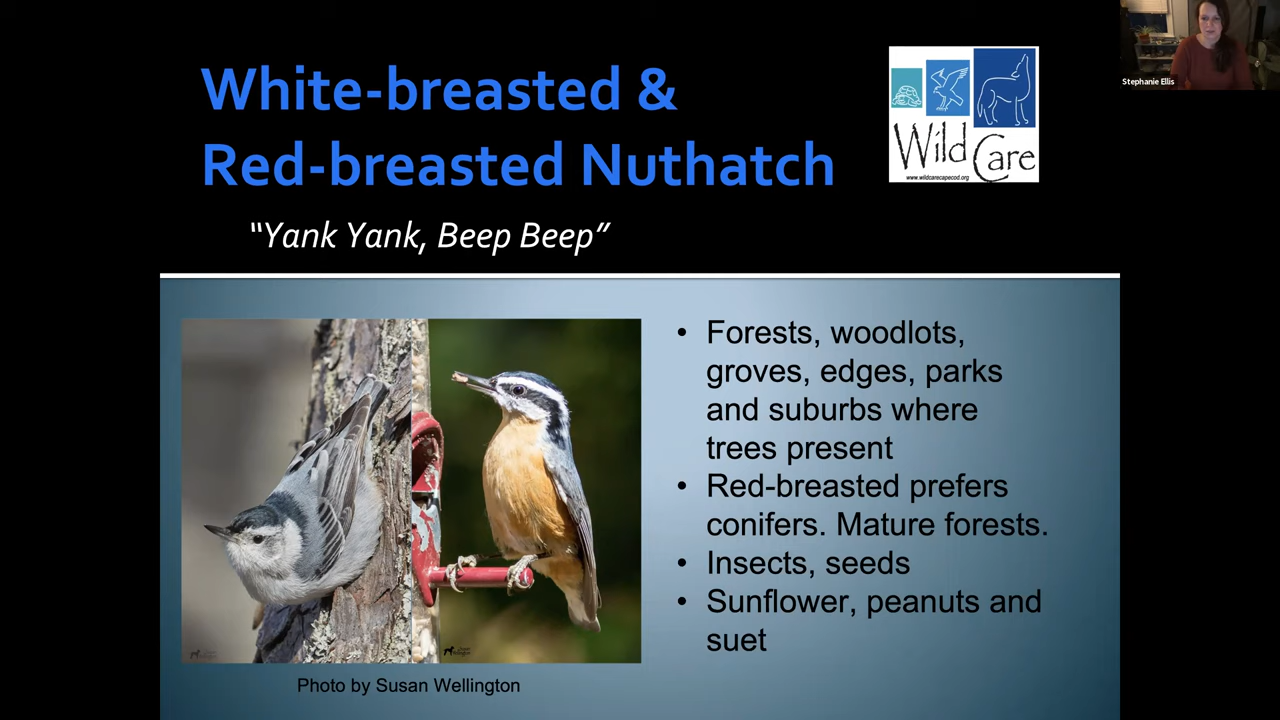 Stephanie Ellis
White-breasted &
Red-breasted Nuthatch
“Yank Yank, Beep Beep”
Wild Care
www.wildcarecapecod.org
• Forests, woodlots,
groves, edges, parks
and suburbs where
trees present
• Red-breasted prefers
conifers. Mature forests.
• Insects, seeds
• Sunflower, peanuts and
suet
Photo by Susan Wellington